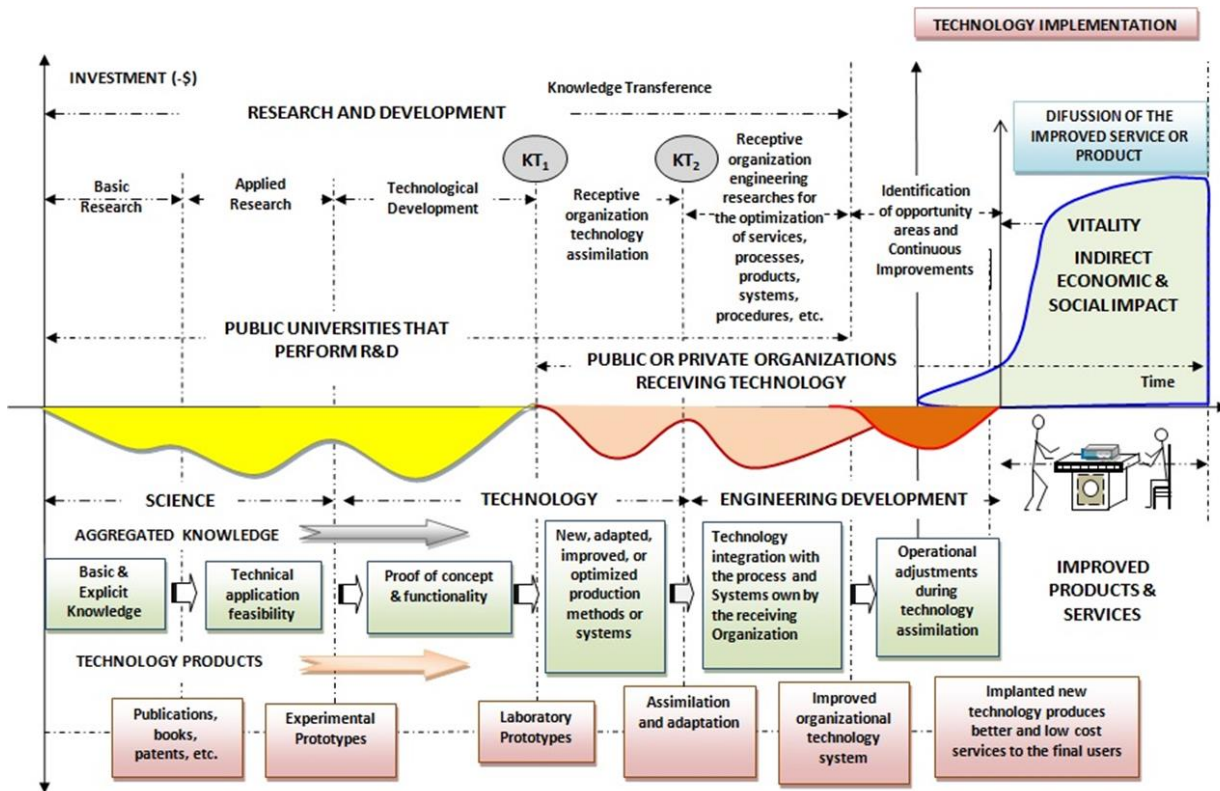 TECHNOLOGY IMPLEMENTATION
INVESTMENT (-$)
Knowledge Transference
RESEARCH AND DEVELOPMENT
DIFUSSION OF THE
IMPROVED SERVICE OR
PRODUCT
KT1
KT2
Basic
Research
Applied
Research
Technological
Development
Receptive
organization
technology
assimilation
Receptive
organization
engineering
researches for
the optimization
of services,
processes,
products,
systems,
procedures, etc.
Identification
of opportunity
areas and
Continuous
Improvements
VITALITY
INDIRECT
ECONOMIC &
SOCIAL IMPACT
PUBLIC UNIVERSITIES THAT
PERFORM R&D
PUBLIC OR PRIVATE ORGANIZATIONS
RECEIVING TECHNOLOGY
Time
SCIENCE
TECHNOLOGY
ENGINEERING DEVELOPMENT
AGGREGATED KNOWLEDGE
Basic &
Explicit
Knowledge
Technical
application
feasibility
Proof of concept
& functionality
New, adapted,
improved, or
optimized
production
methods or
systems
Technology
integration with
the process and
Systems own by
the receiving
Organization
Operational
adjustments
during
technology
assimilation
IMPROVED
PRODUCTS &
SERVICES
TECHNOLOGY PRODUCTS
Publications,
books,
patents, etc.
Experimental
Prototypes
Laboratory
Prototypes
Assimilation
and adaptation
Improved
organizational
technology
system
Implanted new
technology produces
better and low cost
services to the final
users